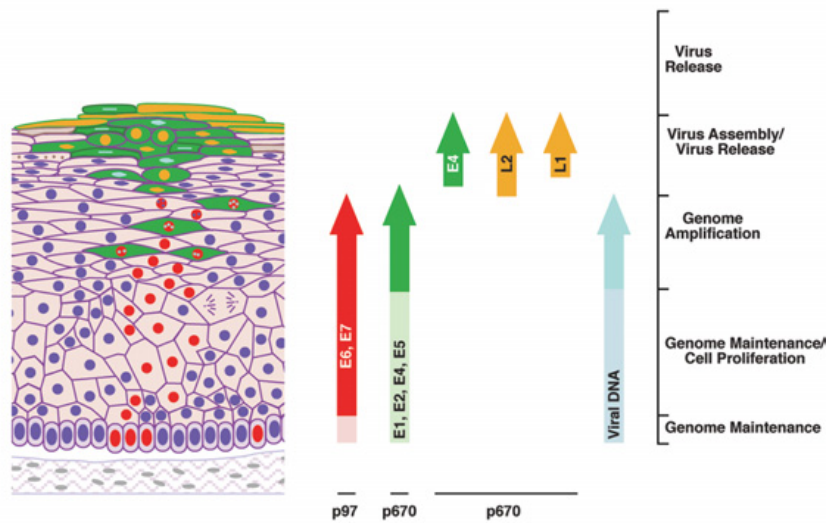 Virus
Release
Virus Assembly/
Virus Release
E4
L2
L1
Genome
Amplification
E6, E7
E1, E2, E4, E5
Viral DNA
Genome Maintenance/
Cell Proliferation
Genome Maintenance
p97
p670
p670